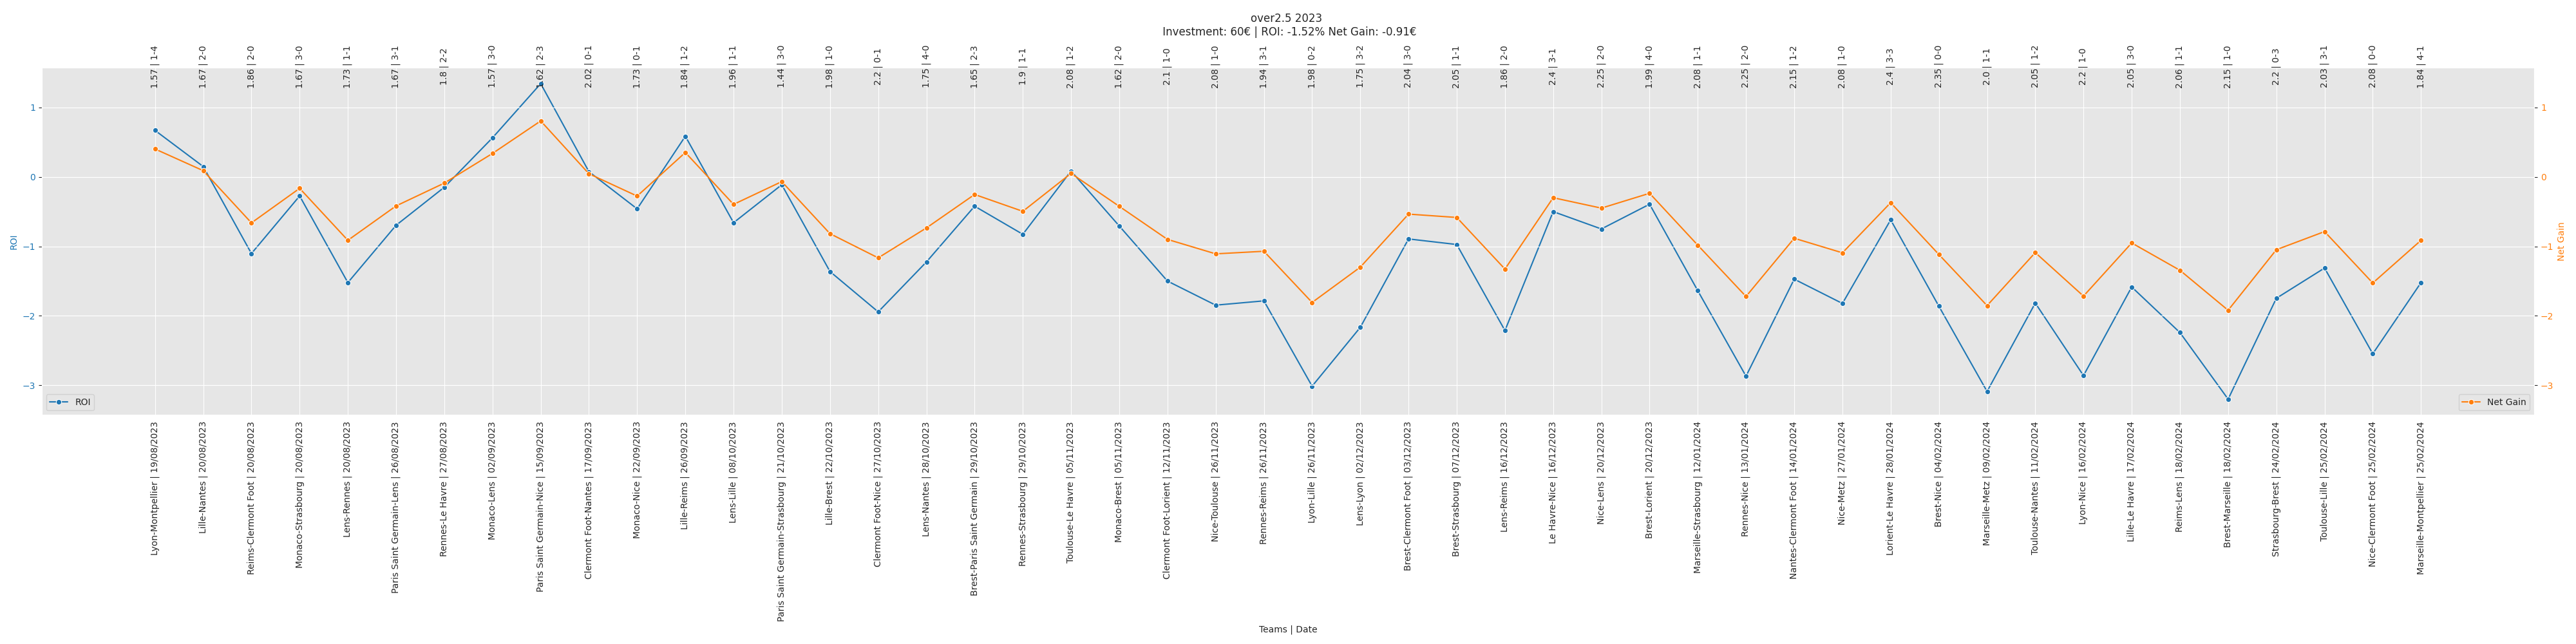 over2.5 2023
Investment: 60€ | ROI: -1.52% Net Gain: -0.91€
1.57 | 1-4
1.67 | 2-0
1.86 | 2-0
1.67 | 3-0
1.73 | 1-1
1.67 | 3-1
1.8 | 2-2
1.57 | 3-0
1.62 | 2-3
2.02 | 0-1
1.73 | 0-1
1.84 | 1-2
1.96 | 1-1
1.44 | 3-0
1.98 | 1-0
2.2 | 0-1
1.75 | 4-0
1.65 | 2-3
1.9 | 1-1
2.08 | 1-2
1.62 | 2-0
2.1 | 1-0
2.08 | 1-0
1.94 | 3-1
1.98 | 0-2
1.75 | 3-2
2.04 | 3-0
2.05 | 1-1
1.86 | 2-0
2.4 | 3-1
2.25 | 2-0
1.99 | 4-0
2.08 | 1-1
2.25 | 2-0
2.15 | 1-2
2.08 | 1-0
2.4 | 3-3
2.35 | 0-0
2.0 | 1-1
2.05 | 1-2
2.2 | 1-0
2.05 | 3-0
2.06 | 1-1
2.15 | 1-0
2.2 | 0-3
2.03 | 3-1
2.08 | 0-0
1.84 | 4-1
1
0
−1
−2
−3
ROI
1
0
−1
−2
−3
Net Gain
ROI
Net Gain
Lyon-Montpellier | 19/08/2023
Lille-Nantes | 20/08/2023
Reims-Clermont Foot | 20/08/2023
Monaco-Strasbourg | 20/08/2023
Lens-Rennes | 20/08/2023
Paris Saint Germain-Lens | 26/08/2023
Rennes-Le Havre | 27/08/2023
Monaco-Lens | 02/09/2023
Paris Saint Germain-Nice | 15/09/2023
Clermont Foot-Nantes | 17/09/2023
Monaco-Nice | 22/09/2023
Lille-Reims | 26/09/2023
Lens-Lille | 08/10/2023
Paris Saint Germain-Strasbourg | 21/10/2023
Lille-Brest | 22/10/2023
Clermont Foot-Nice | 27/10/2023
Lens-Nantes | 28/10/2023
Brest-Paris Saint Germain | 29/10/2023
Rennes-Strasbourg | 29/10/2023
Toulouse-Le Havre | 05/11/2023
Monaco-Brest | 05/11/2023
Clermont Foot-Lorient | 12/11/2023
Nice-Toulouse | 26/11/2023
Rennes-Reims | 26/11/2023
Lyon-Lille | 26/11/2023
Lens-Lyon | 02/12/2023
Brest-Clermont Foot | 03/12/2023
Brest-Strasbourg | 07/12/2023
Lens-Reims | 16/12/2023
Le Havre-Nice | 16/12/2023
Nice-Lens | 20/12/2023
Brest-Lorient | 20/12/2023
Marseille-Strasbourg | 12/01/2024
Rennes-Nice | 13/01/2024
Nantes-Clermont Foot | 14/01/2024
Nice-Metz | 27/01/2024
Lorient-Le Havre | 28/01/2024
Brest-Nice | 04/02/2024
Marseille-Metz | 09/02/2024
Toulouse-Nantes | 11/02/2024
Lyon-Nice | 16/02/2024
Lille-Le Havre | 17/02/2024
Reims-Lens | 18/02/2024
Brest-Marseille | 18/02/2024
Strasbourg-Brest | 24/02/2024
Toulouse-Lille | 25/02/2024
Nice-Clermont Foot | 25/02/2024
Marseille-Montpellier | 25/02/2024
Teams | Date